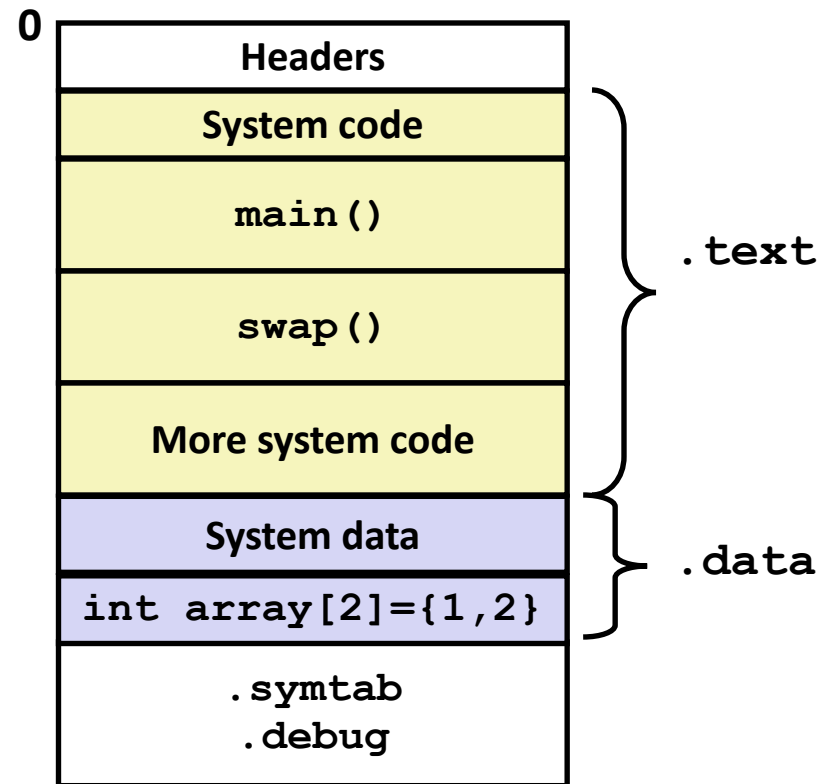 0
Headers
System code
main()
swap()
More system code
.text
System data
int array[2]={1,2}
.data
.symtab
.debug